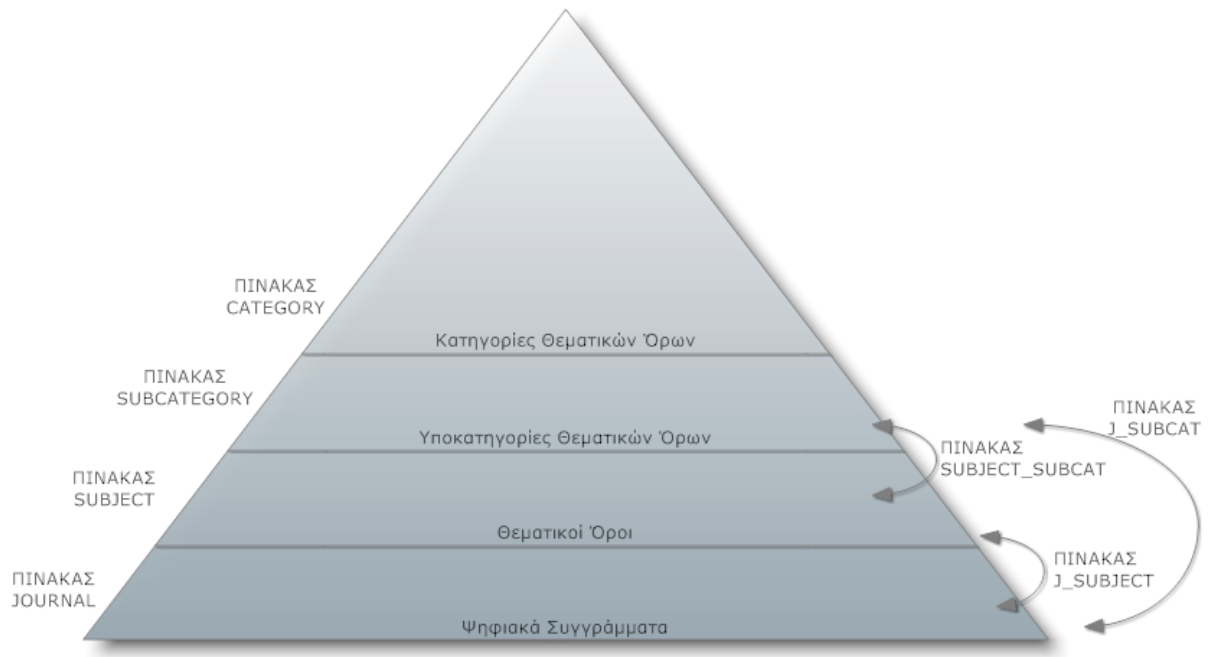 ΠΙΝΑΚΑΣ
CATEGORY
Κατηγορίες Θεματικών Όρων
ΠΙΝΑΚΑΣ
SUBCATEGORY
Υποκατηγορίες Θεματικών Όρων
ΠΙΝΑΚΑΣ
J_SUBCAT
ΠΙΝΑΚΑΣ
SUBJECT_SUBCAT
ΠΙΝΑΚΑΣ
SUBJECT
Θεματικοί Όροι
ΠΙΝΑΚΑΣ
J_SUBJECT
ΠΙΝΑΚΑΣ
JOURNAL
Ψηφιακά Συγγράμματα